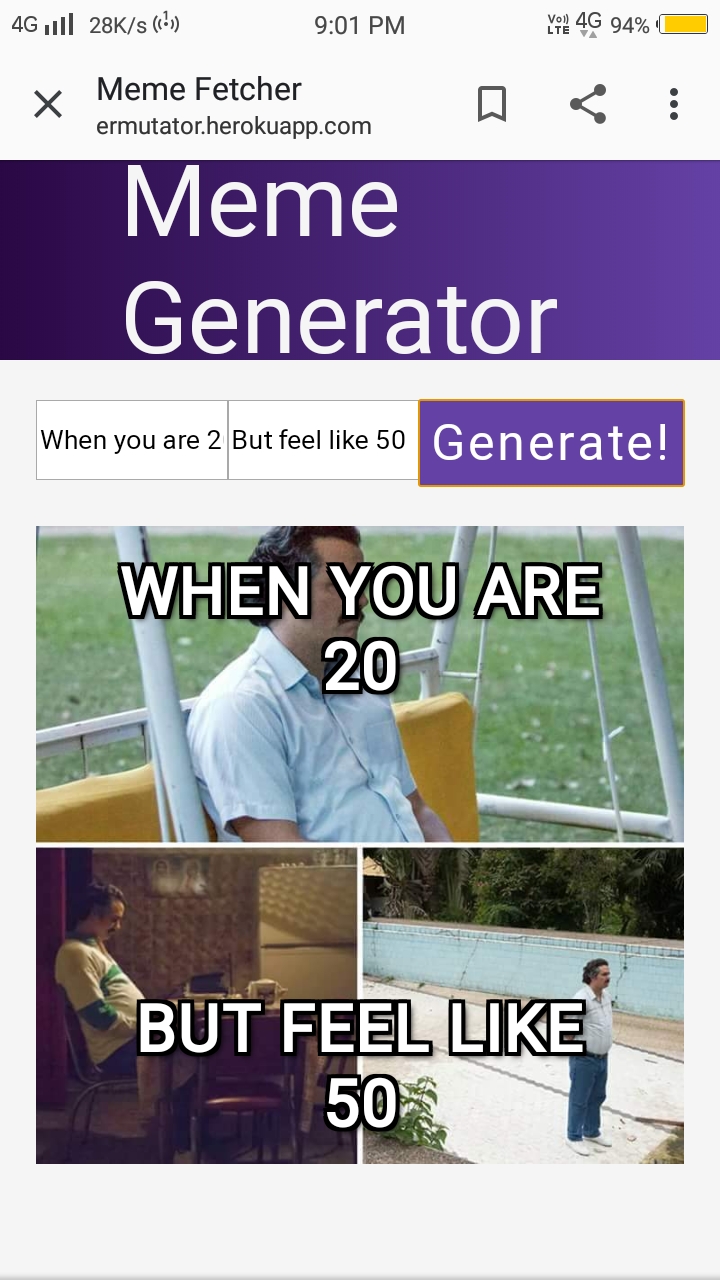 4G 28K/s 9:01 PM Vo)) LTE 4G 94%
Meme Fetcher
ermutator.herokuapp.com
Meme
Generator
When you are 2 But feel like 50 Generate!
WHEN YOU ARE
20
BUT FEEL LIKE
50